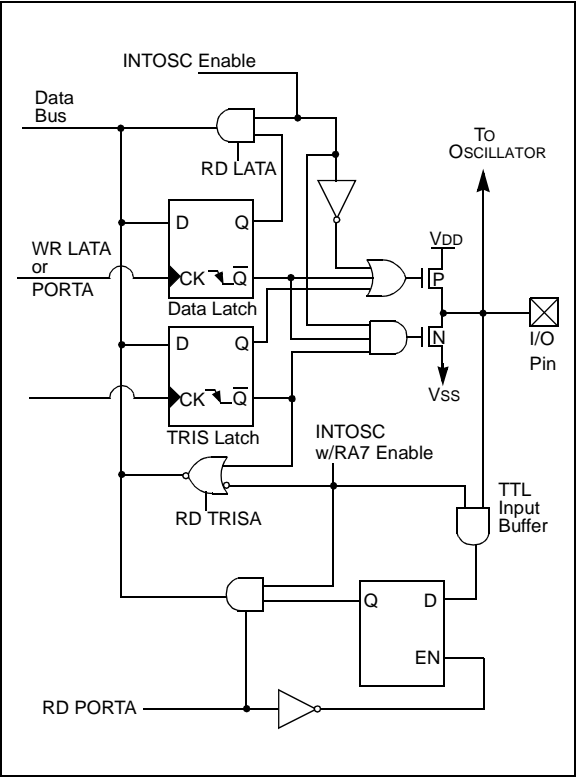 INTOSC Enable
Data
Bus
TO
OSCILLATOR
RD LATA
D
Q
VDD
WR LATA
or
PORTA
CK
Q
P
Data Latch
D
Q
N
I/O
Pin
CK
Q
VSS
TRIS Latch
INTOSC
w/RA7 Enable
TTL
Input
Buffer
RD TRISA
Q
D
EN
RD PORTA